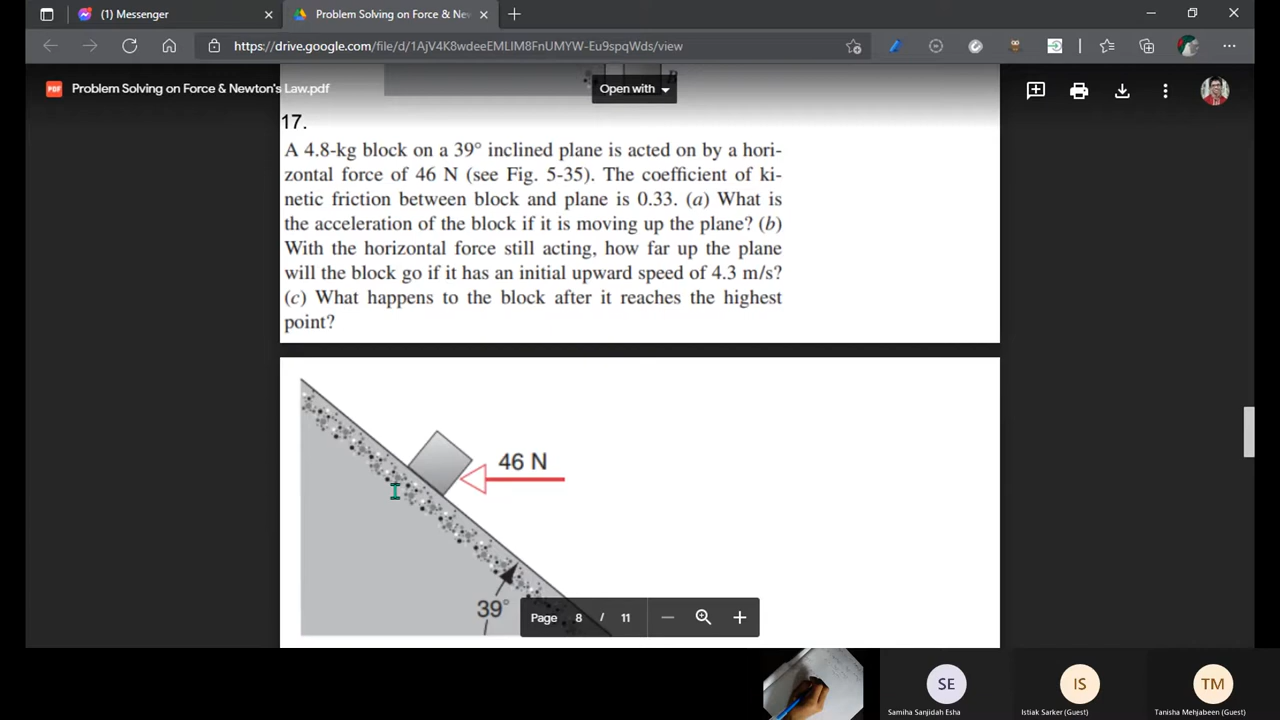 (1) Messenger
Problem Solving on Force & Nev
https://drive.google.com/file/d/1AjV4K8wdeeEMLIM8FnUMYW-Eu9spqWds/view
PDF
Problem Solving on Force & Newton's Law.pdf
B
Open with
17.
A 4.8-kg block on a 39° inclined plane is acted on by a hori-
zontal force of 46 N (see Fig. 5-35). The coefficient of ki-
netic friction between block and plane is 0.33. (a) What is
the acceleration of the block if it is moving up the plane? (b)
With the horizontal force still acting, how far up the plane
will the block go if it has an initial upward speed of 4.3 m/s?
(c) What happens to the block after it reaches the highest
point?
46 N
39°
Page 8 / 11
SE
IS
TM
Samiha Sanjidah Esha
Istiak Sarker (Guest)
Tanisha Mehjabeen (Guest)